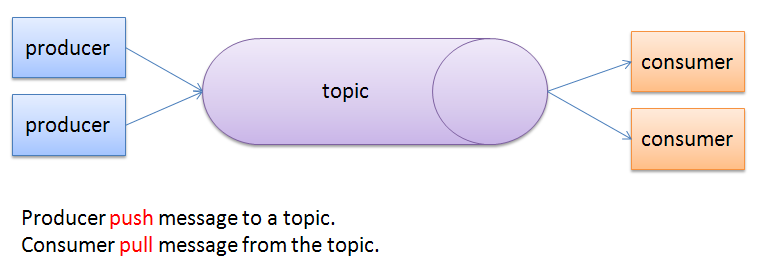 producer
producer
topic
consumer
consumer
Producer push message to a topic.
Consumer pull message from the topic.